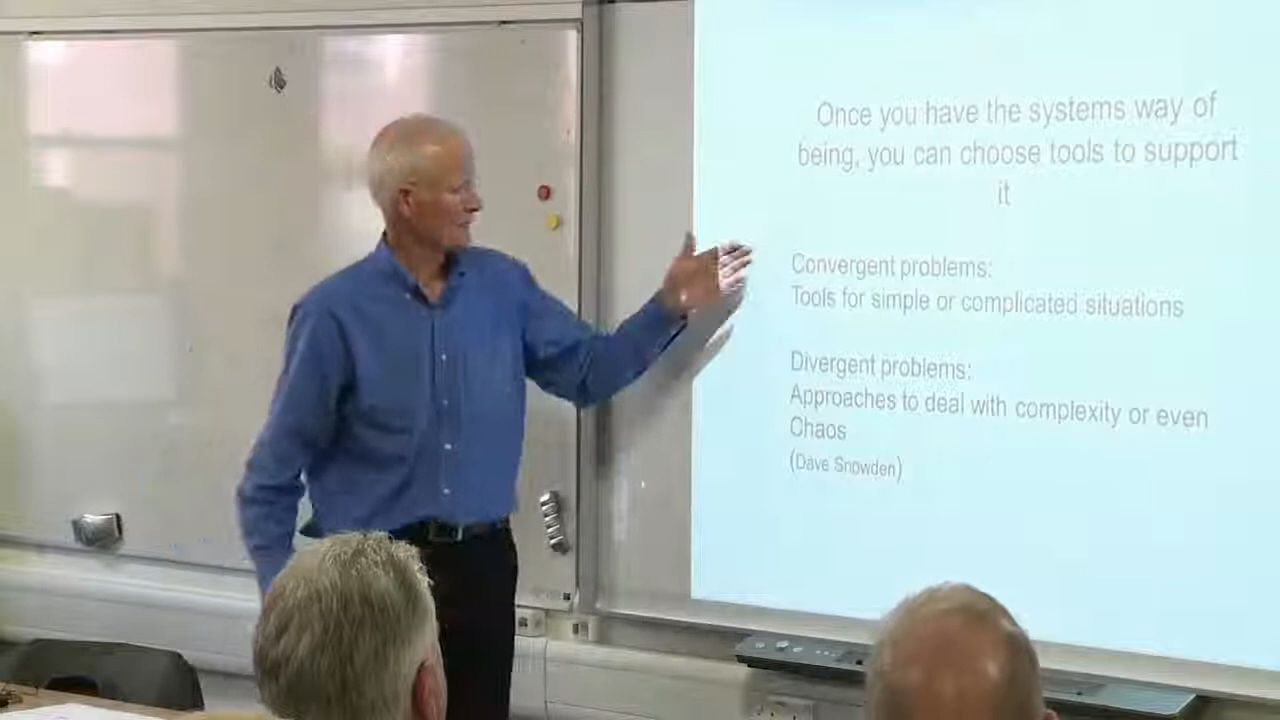 Once you have the systems way of
being, you can choose tools to support
it
Convergent problems:
Tools for simple or complicated situations
Divergent problems:
Approaches to deal with complexity or even
Chaos
(Dave Snowden)